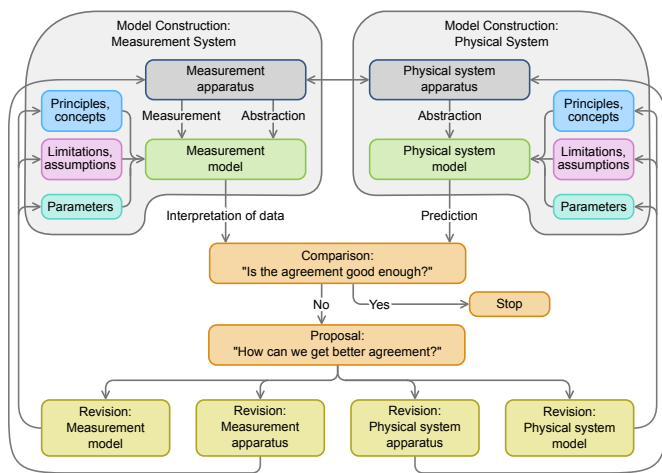 Model Construction:
Measurement System
Model Construction:
Physical System
Measurement
apparatus
Physical system
apparatus
Principles,
concepts
Measurement
Abstraction
Abstraction
Principles,
concepts
Limitations,
assumptions
Measurement
model
Physical system
model
Limitations,
assumptions
Parameters
Interpretation of data
Prediction
Parameters
Comparison:
"Is the agreement good enough?"
No
Yes
Stop
Proposal:
"How can we get better agreement?"
Revision:
Measurement
model
Revision:
Measurement
apparatus
Revision:
Physical system
apparatus
Revision:
Physical system
model